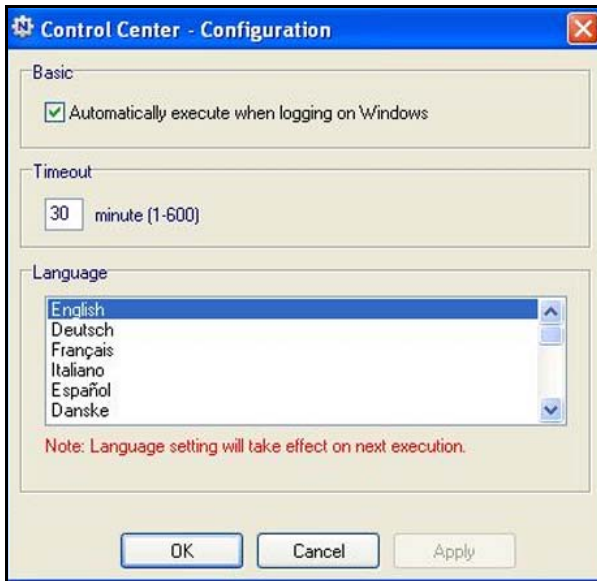 Control Center - Configuration
Basic
Automatically execute when logging on Windows
Timeout
30 minute (1-600)
Language
English
Deutsch
Français
Italiano
Español
Danske
Note: Language setting will take effect on next execution.
OK Cancel Apply